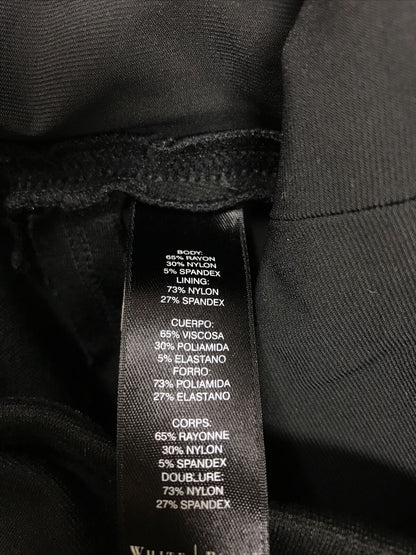 BODY:
65% RAYON
30% NYLON
5% SPANDEX
LINING:
73% NYLON
27% SPANDEX
CUERPO:
65% VISCOSA
30% POLIAMIDA
5% ELASTANO
FORRO:
73% POLIAMIDA
27% ELASTANO
CORPS:
65% RAYONNE
30% NYLON
5% SPANDEX
DOUBLURE:
73% NYLON
27% SPANDEX
WHITE